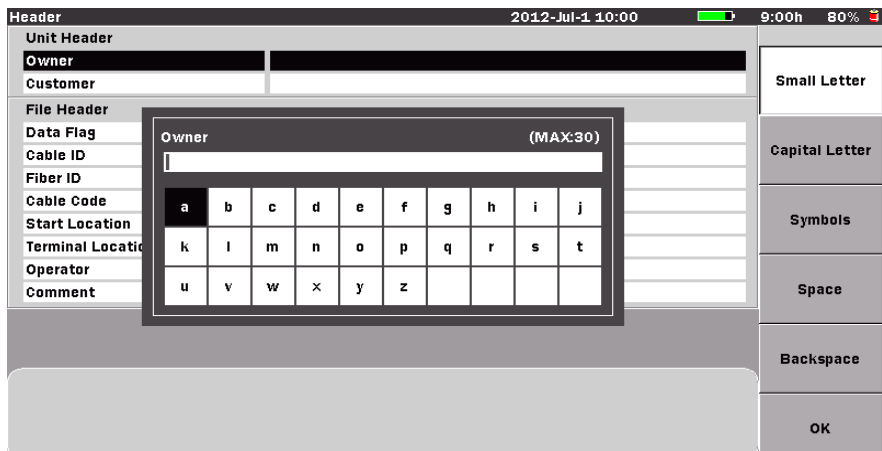 Header 2012-Jul-1 10:00 9:00h 80%
Unit Header
Owner
Customer
File Header
Data Flag
Cable ID
Fiber ID
Cable Code
Start Location
Terminal Locatio
Operator
Comment
Owner (MAX:30)
a b c d e f g h i j
k l m n o p q r s t
u v w x y z
Small Letter
Capital Letter
Symbols
Space
Backspace
OK